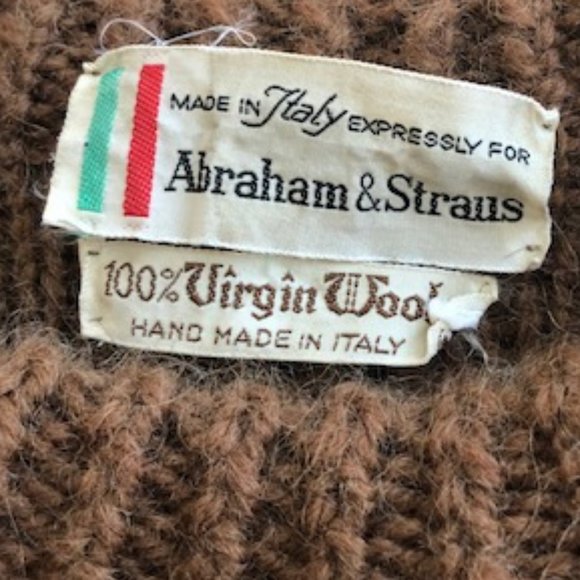 MADE IN Italy EXPRESSLY FOR
Abraham & Straus
100% Virgin Wool
HAND MADE IN ITALY